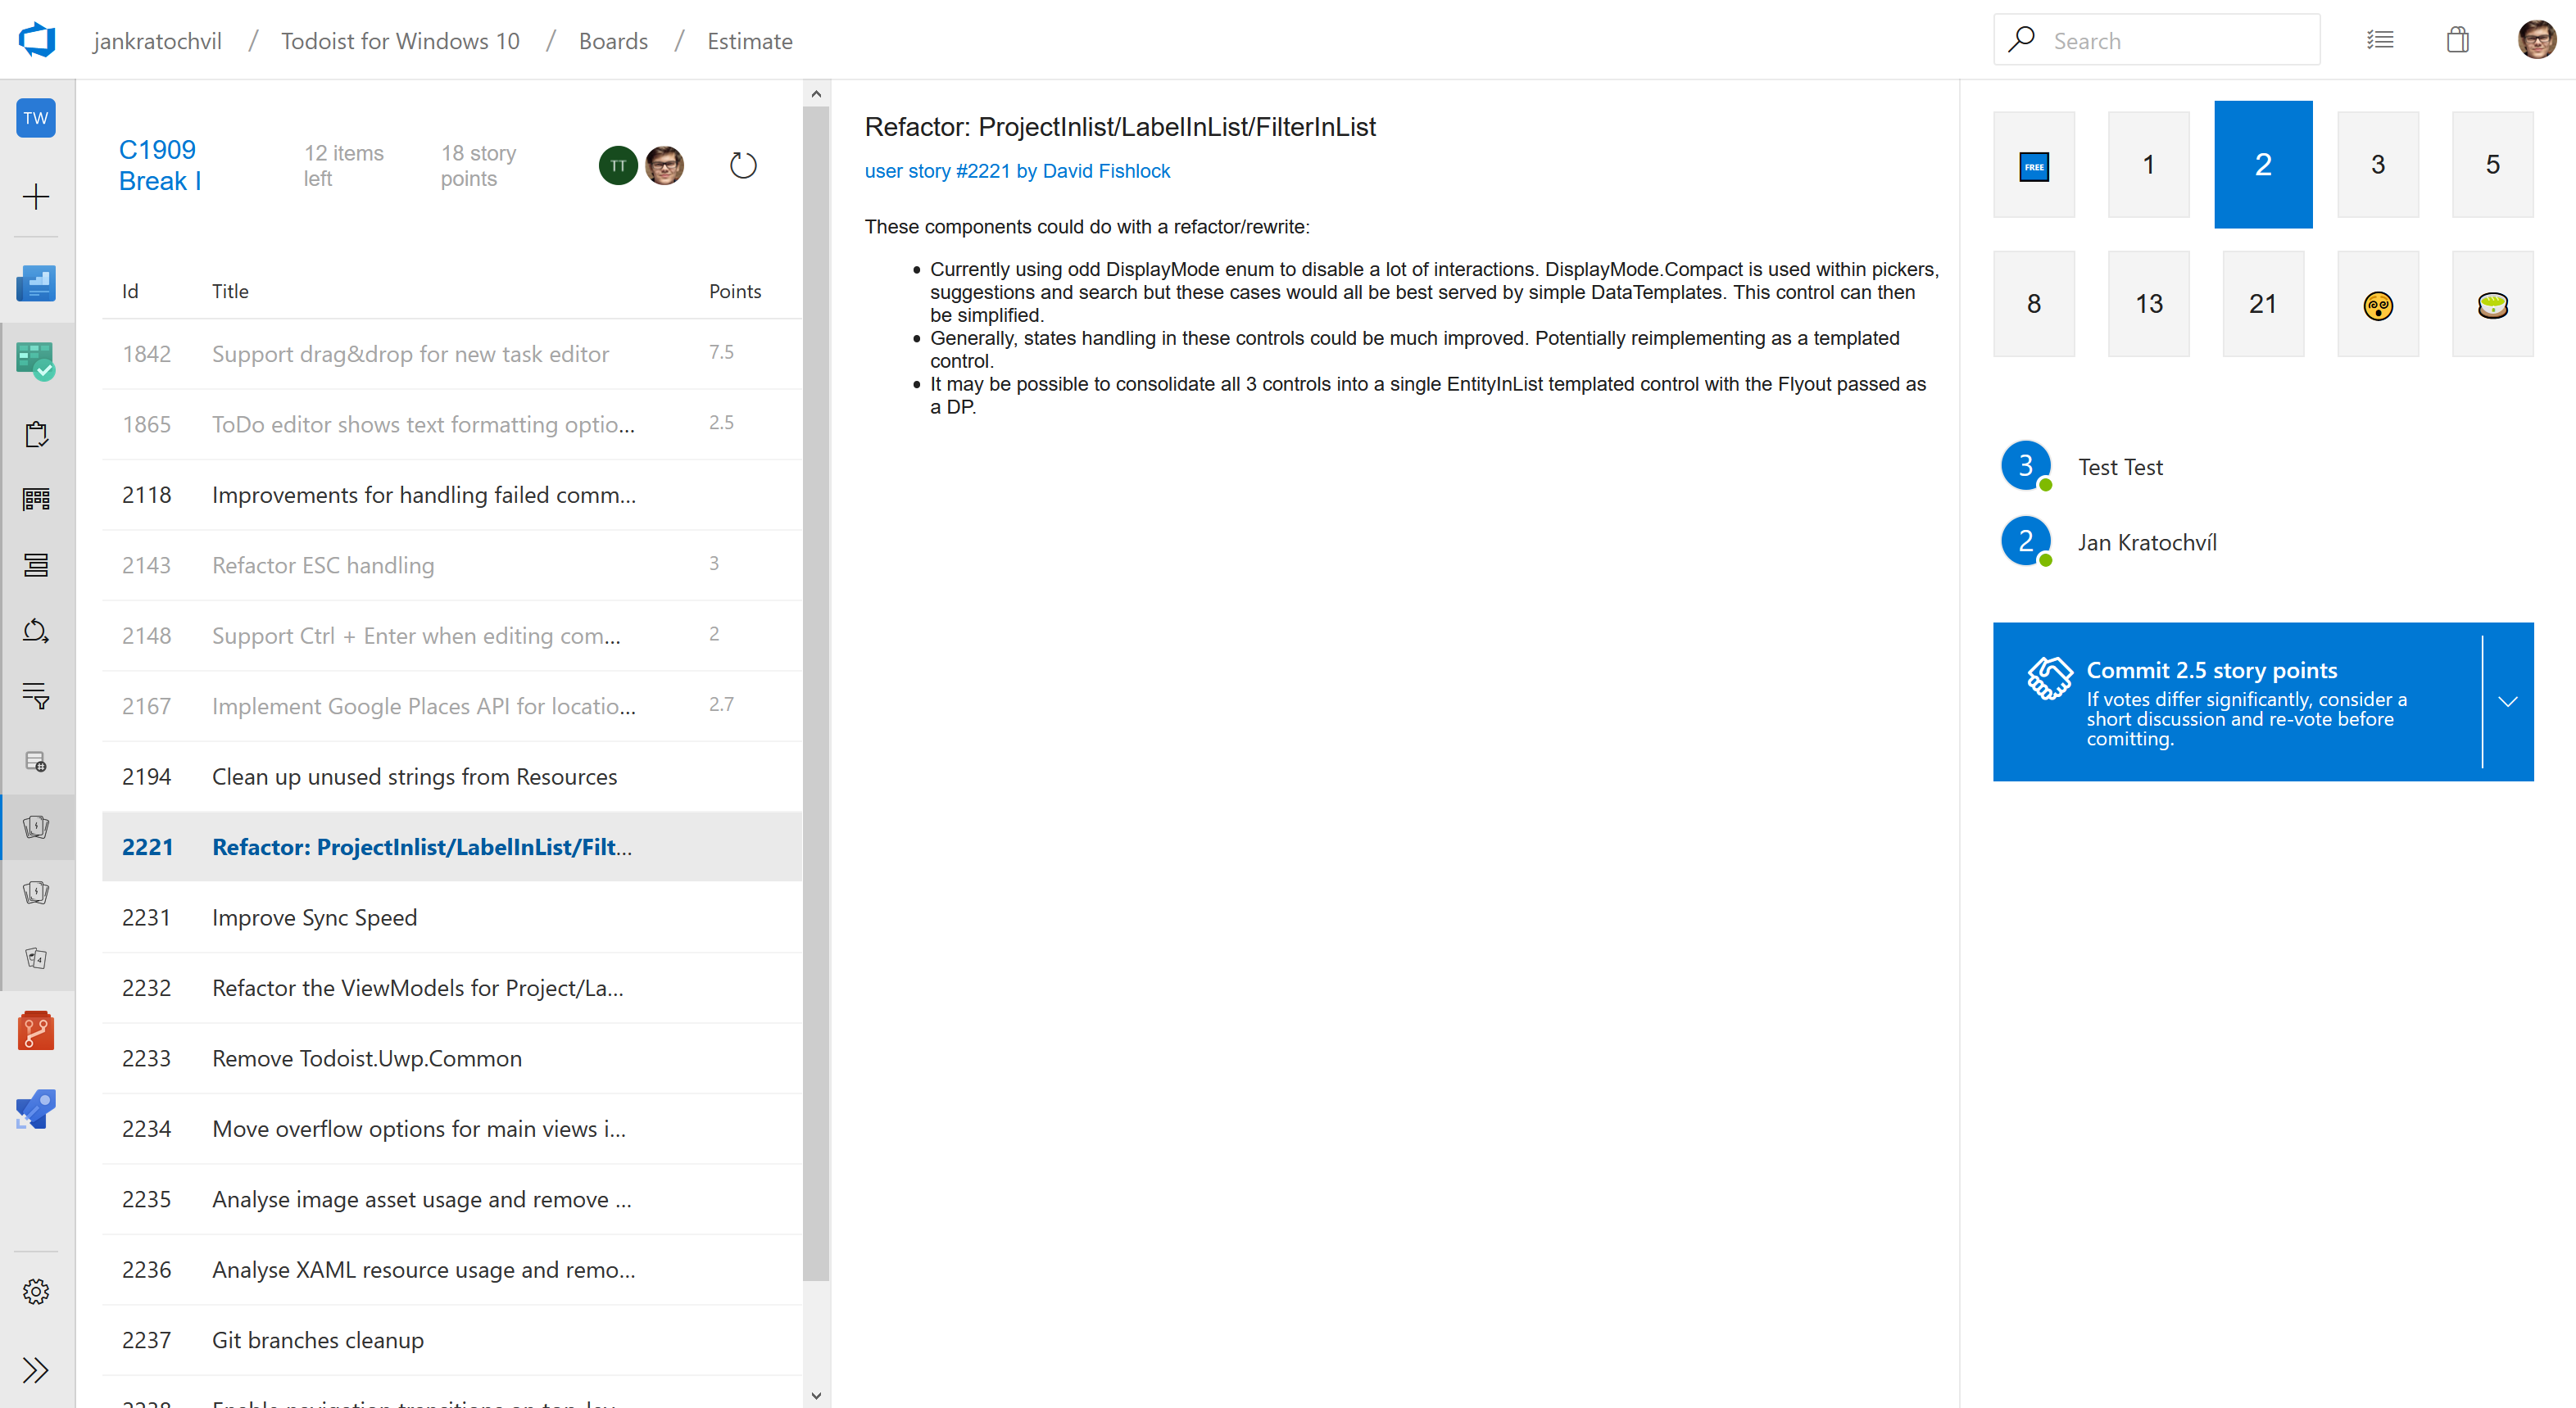 jankratochvil / Todoist for Windows 10 / Boards / Estimate
Search
TW
C1909
Break I
12 items
left
18 story
points
TT
Id Title Points
1842 Support drag&drop for new task editor 7.5
1865 ToDo editor shows text formatting optio... 2.5
2118 Improvements for handling failed comm...
2143 Refactor ESC handling 3
2148 Support Ctrl + Enter when editing com... 2
2167 Implement Google Places API for locatio... 2.7
2194 Clean up unused strings from Resources
2221 Refactor: ProjectInlist/LabelInList/Filt...
2231 Improve Sync Speed
2232 Refactor the ViewModels for Project/La...
2233 Remove Todoist.Uwp.Common
2234 Move overflow options for main views i...
2235 Analyse image asset usage and remove ...
2236 Analyse XAML resource usage and remo...
2237 Git branches cleanup
Refactor: ProjectInlist/LabelInList/FilterInList
user story #2221 by David Fishlock
These components could do with a refactor/rewrite:
Currently using odd DisplayMode enum to disable a lot of interactions. DisplayMode.Compact is used within pickers,
suggestions and search but these cases would all be best served by simple DataTemplates. This control can then
be simplified.
Generally, states handling in these controls could be much improved. Potentially reimplementing as a templated
control.
It may be possible to consolidate all 3 controls into a single EntityInList templated control with the Flyout passed as
a DP.
FREE 1 2 3 5
8 13 21
3 Test Test
2 Jan Kratochvíl
Commit 2.5 story points
If votes differ significantly, consider a
short discussion and re-vote before
comitting.